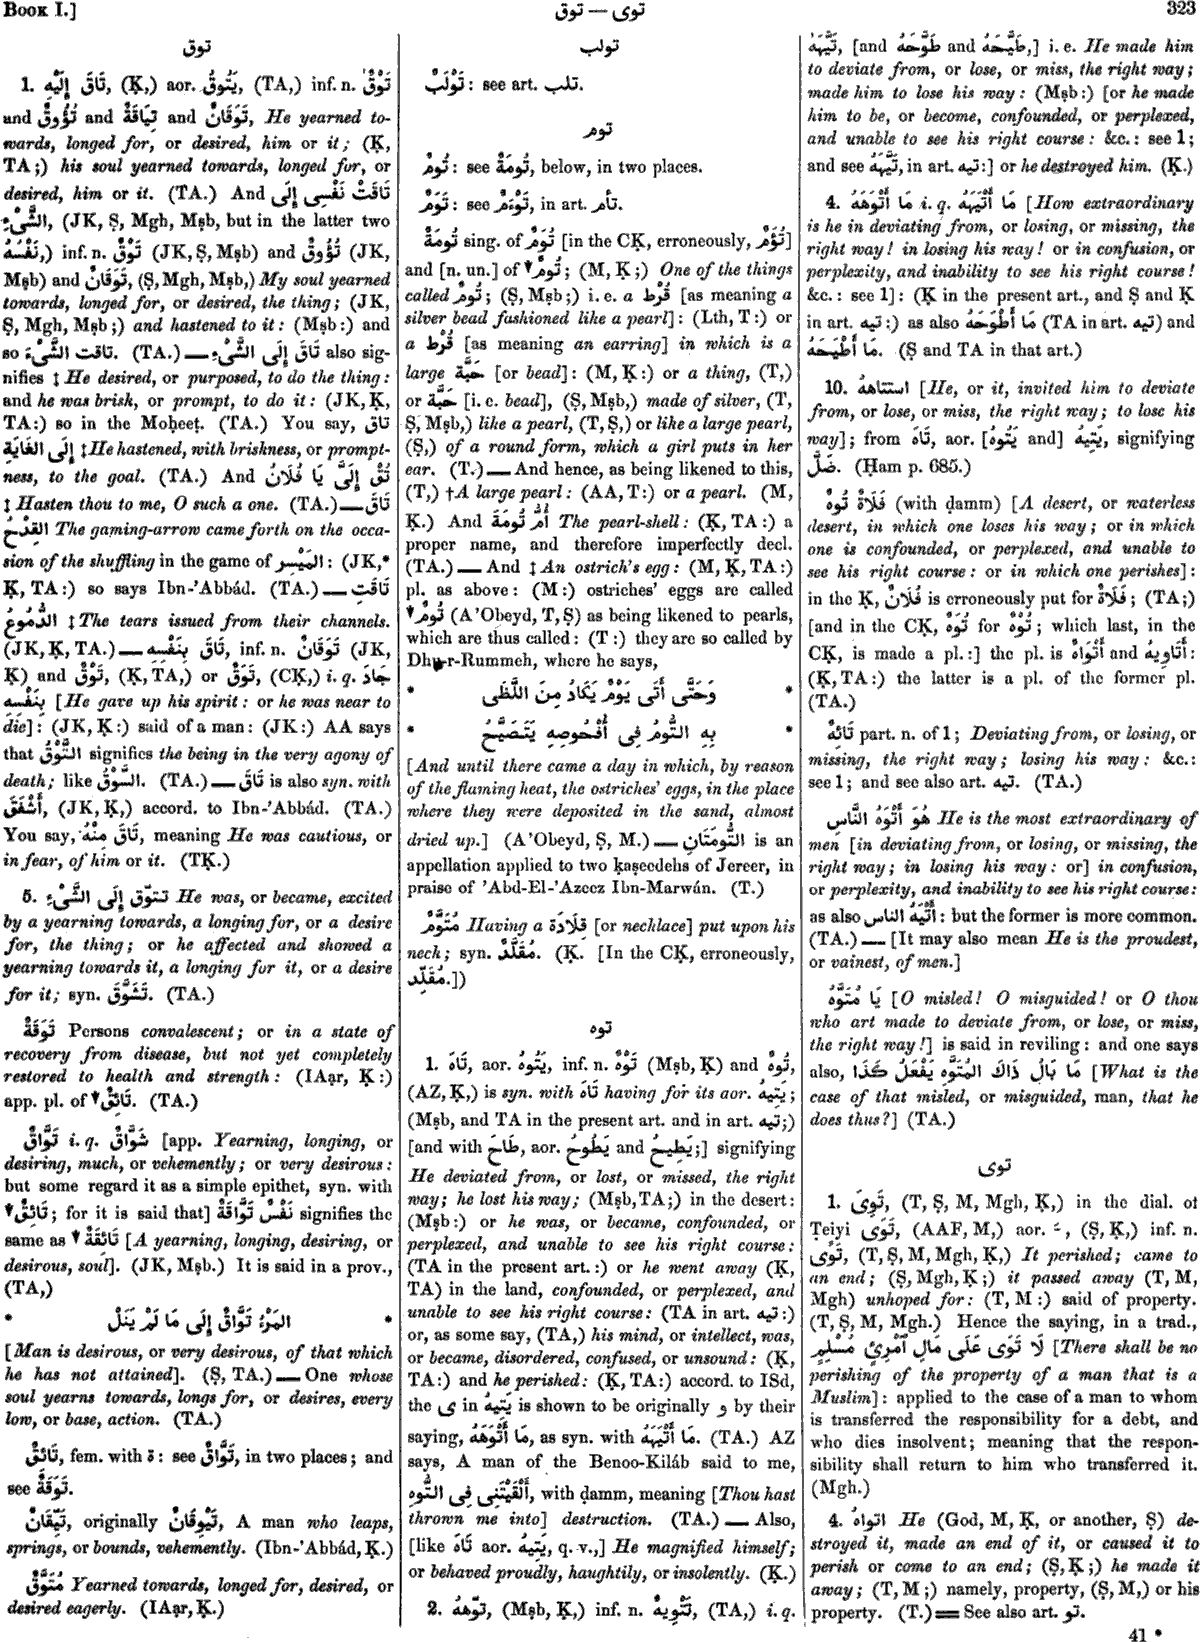 BOOK I.]
توق — توى
323
توق
1. تَاقَ إِلَيْهِ, (Ḳ,) aor. يَتُوقُ, (TA,) inf. n. تَوْقٌ
and تُؤُوقٌ and تِيَاقَةٌ and تَوَقَانٌ, He yearned to-
wards, longed for, or desired, him or it; (Ḳ,
TA;) his soul yearned towards, longed for, or
desired, him or it. (TA.) And تَاقَتْ نَفْسِى إِلَى
الشَّىْءِ, (JK, Ṣ, Mgh, Mṣb, but in the latter two
نَفْسُهُ,) inf. n. تَوْقٌ (JK, Ṣ, Mṣb) and تُؤُوقٌ (JK,
Mṣb) and تَوَقَانٌ, (Ṣ, Mgh, Mṣb,) My soul yearned
towards, longed for, or desired, the thing; (JK,
Ṣ, Mgh, Mṣb;) and hastened to it: (Mṣb:) and
so تاقت الشَّىْءَ. (TA.) — تَاقَ إِلَى الشَّىْءِ also sig-
nifies ‡ He desired, or purposed, to do the thing:
and he was brisk, or prompt, to do it: (JK, Ḳ,
TA:) so in the Moḥeeṭ. (TA.) You say, تاق
إِلَى الغَايَةِ ‡ He hastened, with briskness, or prompt-
ness, to the goal. (TA.) And تُقْ إِلَىَّ يَا فُلَانُ
‡ Hasten thou to me, O such a one. (TA.) — تَاقَ
القِدْحُ The gaming-arrow came forth on the occa-
sion of the shuffling in the game of المَيْسِر: (JK,*
Ḳ, TA:) so says Ibn-'Abbád. (TA.) — تَاقَتِ
الدُّمُوعُ ‡ The tears issued from their channels.
(JK, Ḳ, TA.) — تَاقَ بِنَفْسِهِ, inf. n. تَوَقَانٌ (JK,
Ḳ) and تَوْقٌ, (Ḳ, TA,) or تَوَقٌ, (CḲ,) i. q. جَادَ
بِنَفْسِهِ [He gave up his spirit: or he was near to
die]: (JK, Ḳ:) said of a man: (JK:) AA says
that التَّوْقُ signifies the being in the very agony of
death; like السَّوْقُ. (TA.) — تَاقَ is also syn. with
أَشْفَقَ, (JK, Ḳ,) accord. to Ibn-'Abbád. (TA.)
You say, تَاقَ مِنْهُ, meaning He was cautious, or
in fear, of him or it. (TḲ.)
5. تتوّق إِلَى الشَّىْءِ He was, or became, excited
by a yearning towards, a longing for, or a desire
for, the thing; or he affected and showed a
yearning towards it, a longing for it, or a desire
for it; syn. تَشَوَّقَ. (TA.)
تَوَقَةٌ Persons convalescent; or in a state of
recovery from disease, but not yet completely
restored to health and strength: (IAạr, Ḳ:)
app. pl. of ▼ تَائِقٌ. (TA.)
تَوَّاقٌ i. q. شَوَّاقٌ [app. Yearning, longing, or
desiring, much, or vehemently; or very desirous:
but some regard it as a simple epithet, syn. with
▼ تَائِقٌ; for it is said that] نَفْسٌ تَوَّاقَةٌ signifies the
same as ▼ تَائِقَةٌ [A yearning, longing, desiring, or
desirous, soul]. (JK, Mṣb.) It is said in a prov.,
(TA,)
* المَرْءُ تَوَّاقٌ إِلَى مَا لَمْ يَنَلْ *
[Man is desirous, or very desirous, of that which
he has not attained]. (Ṣ, TA.) — One whose
soul yearns towards, longs for, or desires, every
low, or base, action. (TA.)
تَائِقٌ, fem. with ة: see تَوَّاقٌ, in two places; and
see تَوَقَةٌ.
تَيِّقَانٌ, originally تَيْوِقَانٌ, A man who leaps,
springs, or bounds, vehemently. (Ibn-'Abbád, Ḳ.)
مُتَوَّقٌ Yearned towards, longed for, desired, or
desired eagerly. (IAạr, Ḳ.)
تولب
تَوْلَبٌ: see art. تلب.
توم
تُومٌ: see تُومَةٌ, below, in two places.
تَوَمٌ: see تَوْءَمٌ, in art. تأم.
تُومَةٌ sing. of تُوَمٌ [in the CḲ, erroneously, تُؤَمٌ]
and [n. un.] of ▼ تُومٌ; (M, Ḳ;) One of the things
called تُومٌ; (Ṣ, Mṣb;) i. e. a قُرْط [as meaning a
silver bead fashioned like a pearl]: (Lth, T:) or
a قُرْط [as meaning an earring] in which is a
large حَبَّة [or bead]: (M, Ḳ:) or a thing, (T,)
or حَبَّة [i. e. bead], (Ṣ, Mṣb,) made of silver, (T,
Ṣ, Mṣb,) like a pearl, (T, Ṣ,) or like a large pearl,
(Ṣ,) of a round form, which a girl puts in her
ear. (T.) — And hence, as being likened to this,
(T,) †A large pearl: (AA, T:) or a pearl. (M,
Ḳ.) And أُمُّ تُومَةَ The pearl-shell: (Ḳ, TA:) a
proper name, and therefore imperfectly decl.
(TA.) — And ‡ An ostrich's egg: (M, Ḳ, TA:)
pl. as above: (M:) ostriches' eggs are called
▼ تُومٌ (A'Obeyd, T, Ṣ) as being likened to pearls,
which are thus called: (T:) they are so called by
Dhu-r-Rummeh, where he says,
* وَحَتَّى أَتَى يَوْمٌ يَكَادُ مِنَ اللَّظَى *
* بِهِ التُّومُ فِى أُفْحُوصِهِ يَتَصَيَّحُ *
[And until there came a day in which, by reason
of the flaming heat, the ostriches' eggs, in the place
where they were deposited in the sand, almost
dried up.] (A'Obeyd, Ṣ, M.) — التُّومَتَانِ is an
appellation applied to two ḳaṣeedehs of Jereer, in
praise of 'Abd-El-'Azeez Ibn-Marwán. (T.)
مُتَوَّمٌ Having a قِلَادَة [or necklace] put upon his
neck; syn. مُقَلَّدٌ. (Ḳ. [In the CḲ, erroneously,
مُقَلِّد.])
توه
1. تَاهَ, aor. يَتُوهُ, inf. n. تَوْهٌ (Mṣb, Ḳ) and تُوهٌ,
(AZ, Ḳ,) is syn. with تَاهَ having for its aor. يَتِيهُ;
(Mṣb, and TA in the present art. and in art. تيه;)
[and with طَاحَ, aor. يَطُوحُ and يَطِيحُ;] signifying
He deviated from, or lost, or missed, the right
way; he lost his way; (Mṣb, TA;) in the desert:
(Mṣb:) or he was, or became, confounded, or
perplexed, and unable to see his right course:
(TA in the present art.:) or he went away (Ḳ,
TA) in the land, confounded, or perplexed, and
unable to see his right course: (TA in art. تيه:)
or, as some say, (TA,) his mind, or intellect, was,
or became, disordered, confused, or unsound: (Ḳ,
TA:) and he perished: (Ḳ, TA:) accord. to ISd,
the ى in يَتِيهُ is shown to be originally و by their
saying, مَا أَتْوَهَهُ, as syn. with مَا أَتْيَهَهُ. (TA.) AZ
says, A man of the Benoo-Kiláb said to me,
أَلْقَيْتَنِى فِى التُّوهِ, with ḍamm, meaning [Thou hast
thrown me into] destruction. (TA.) — Also,
[like تَاهَ aor. يَتِيهُ, q. v.,] He magnified himself;
or behaved proudly, haughtily, or insolently. (Ḳ.)
2. تَوَّههُ, (Mṣb, Ḳ,) inf. n. تَتْوِيهٌ, (TA,) i. q.
تَيَّهَهُ, [and طَوَّحَهُ and طَيَّحَهُ,] i. e. He made him
to deviate from, or lose, or miss, the right way;
made him to lose his way: (Mṣb:) [or he made
him to be, or become, confounded, or perplexed,
and unable to see his right course: &c.: see 1;
and see تَيَّهَهُ, in art. تيه:] or he destroyed him. (Ḳ.)
4. مَا أَتْوَهَهُ i. q. مَا أَتْيَهَهُ [How extraordinary
is he in deviating from, or losing, or missing, the
right way! in losing his way! or in confusion, or
perplexity, and inability to see his right course!
&c.: see 1]: (Ḳ in the present art., and Ṣ and Ḳ
in art. تيه:) as also مَا أَطْوَحَهُ (TA in art. تيه) and
مَا أَطْيَحَهُ. (Ṣ and TA in that art.)
10. استتاههُ [He, or it, invited him to deviate
from, or lose, or miss, the right way; to lose his
way]; from تَاهَ, aor. [يَتُوهُ and] يَتِيهُ, signifying
ضَلَّ. (Ḥam p. 685.)
فَلَاةٌ تُوهٌ (with ḍamm) [A desert, or waterless
desert, in which one loses his way; or in which
one is confounded, or perplexed, and unable to
see his right course: or in which one perishes]:
in the Ḳ, فُلَانٌ is erroneously put for فَلَاةٌ; (TA;)
[and in the CḲ, تُوَهٌ for تُوْهٌ; which last, in the
CḲ, is made a pl.:] the pl. is أَتْوَاهٌ and أَتَاوِيهُ:
(Ḳ, TA:) the latter is a pl. of the former pl.
(TA.)
تَائِهٌ part. n. of 1; Deviating from, or losing, or
missing, the right way; losing his way: &c.:
see 1; and see also art. تيه. (TA.)
هُوَ أَتْوَهُ النَّاسِ He is the most extraordinary of
men [in deviating from, or losing, or missing, the
right way; in losing his way: or] in confusion,
or perplexity, and inability to see his right course:
as also أَتْيَهُ الناس: but the former is more common.
(TA.) — [It may also mean He is the proudest,
or vainest, of men.]
يَا مُتَوَّهُ [O misled! O misguided! or O thou
who art made to deviate from, or lose, or miss,
the right way!] is said in reviling: and one says
also, مَا بَالُ ذَاكَ المُتَوَّهِ يَفْعَلُ كَذَا [What is the
case of that misled, or misguided, man, that he
does thus?] (TA.)
توى
1. تَوِىَ, (T, Ṣ, M, Mgh, Ḳ,) in the dial. of
Ṭeiyi تَوَى, (AAF, M,) aor. ـَ, (Ṣ, Ḳ,) inf. n.
تَوًى, (T, Ṣ, M, Mgh, Ḳ,) It perished; came to
an end; (Ṣ, Mgh, Ḳ;) it passed away (T, M,
Mgh) unhoped for: (T, M:) said of property.
(T, Ṣ, M, Mgh.) Hence the saying, in a trad.,
لَا تَوَى عَلَى مَالِ ٱمْرِئٍ مُسْلِمٍ [There shall be no
perishing of the property of a man that is a
Muslim]: applied to the case of a man to whom
is transferred the responsibility for a debt, and
who dies insolvent; meaning that the respon-
sibility shall return to him who transferred it.
(Mgh.)
4. اتواهُ He (God, M, Ḳ, or another, Ṣ) de-
stroyed it, made an end of it, or caused it to
perish or come to an end; (Ṣ, Ḳ;) he made it
away; (T, M;) namely, property, (Ṣ, M,) or his
property. (T.) = See also art. تو.
41 *